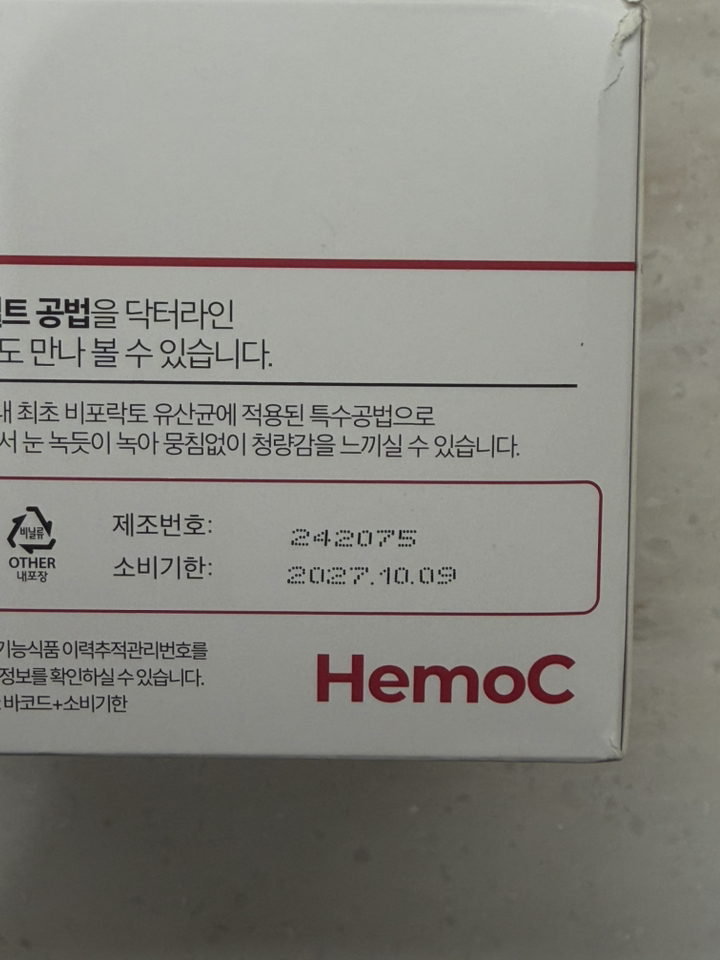 트 공법을 닥터라인
도 만나 볼 수 있습니다.
내 최초 비포락토 유산균에 적용된 특수공법으로
서 눈 녹듯이 녹아 뭉침없이 청량감을 느끼실 수 있습니다.
비닐류
OTHER
내포장
제조번호: 242075
소비기한: 2027.10.09
기능식품 이력추적관리번호를
정보를 확인하실 수 있습니다.
바코드+소비기한
HemoC